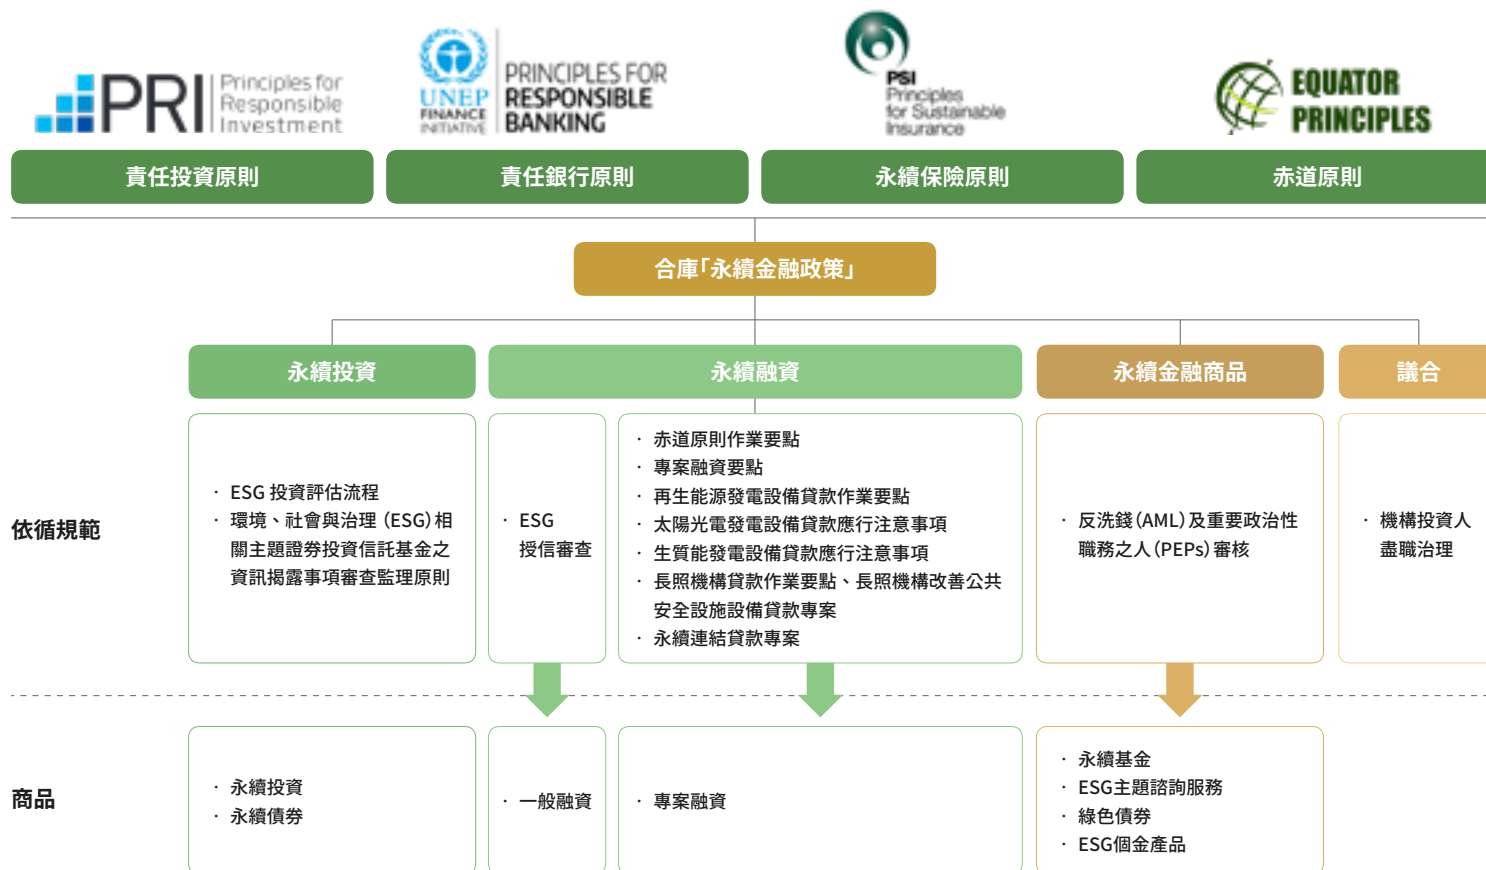 PRI
Principles for
Responsible
Investment
UNEP
FINANCE
INITIATIVE
PRINCIPLES FOR
RESPONSIBLE
BANKING
PSI
Principles
for Sustainable
Insurance
EQUATOR
PRINCIPLES
責任投資原則
責任銀行原則
永續保險原則
赤道原則
合庫「永續金融政策」
永續投資
永續融資
永續金融商品
議合
依循規範
· ESG 投資評估流程
· 環境、社會與治理 (ESG) 相
關主題證券投資信託基金之
資訊揭露事項審查監理原則
· ESG
授信審查
· 赤道原則作業要點
· 專案融資要點
· 再生能源發電設備貸款作業要點
· 太陽光電發電設備貸款應行注意事項
· 生質能發電設備貸款應行注意事項
· 長照機構貸款作業要點、長照機構改善公共
安全設施設備貸款專案
· 永續連結貸款專案
· 反洗錢 (AML) 及重要政治性
職務之人 (PEPs) 審核
· 機構投資人
盡職治理
商品
· 永續投資
· 永續債券
· 一般融資
· 專案融資
· 永續基金
· ESG主題諮詢服務
· 綠色債券
· ESG個金產品